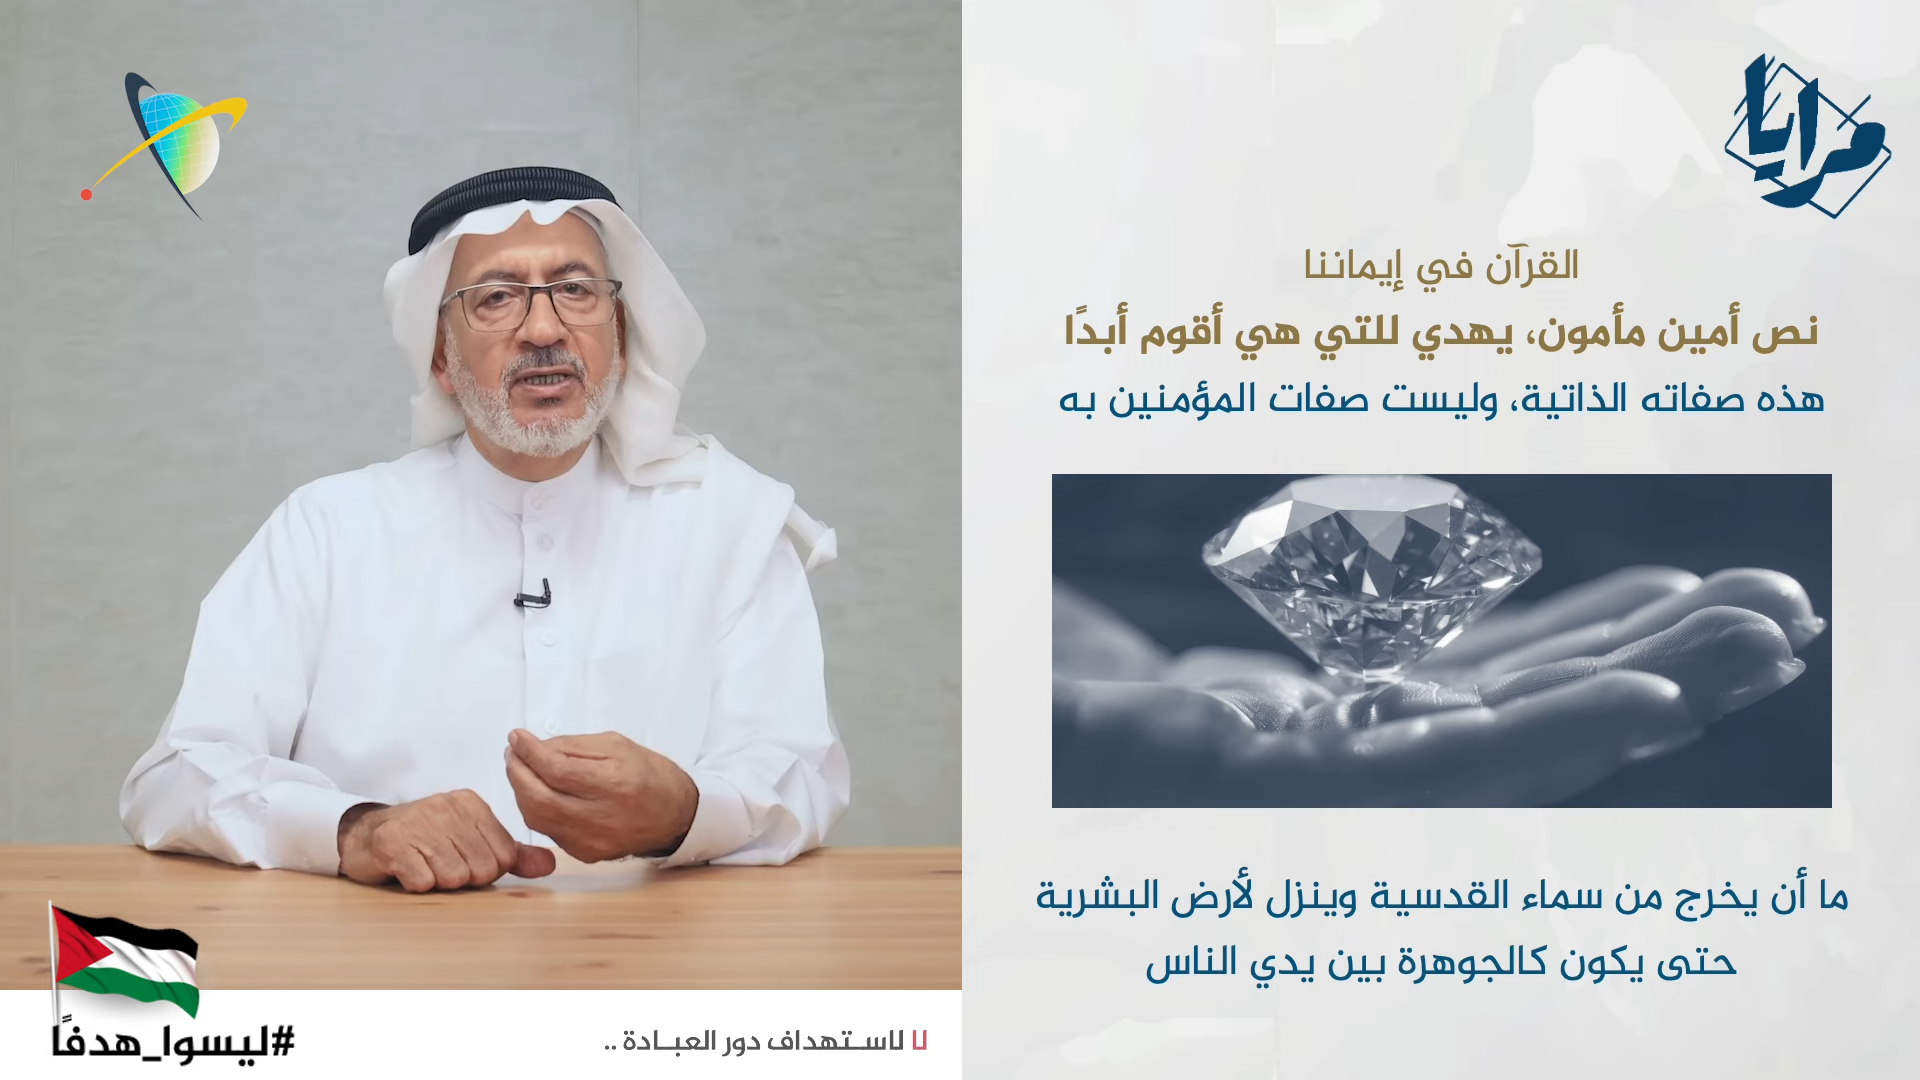 مرايا
القرآن في إيماننا
نص أمين مأمون، يهدي للتي هي أقوم أبدًا
هذه صفاته الذاتية، وليست صفات المؤمنين به
ما أن يخرج من سماء القدسية وينزل لأرض البشرية
حتى يكون كالجوهرة بين يدي الناس
لا لاستهداف دور العبادة ..
#ليسوا_هدفًا